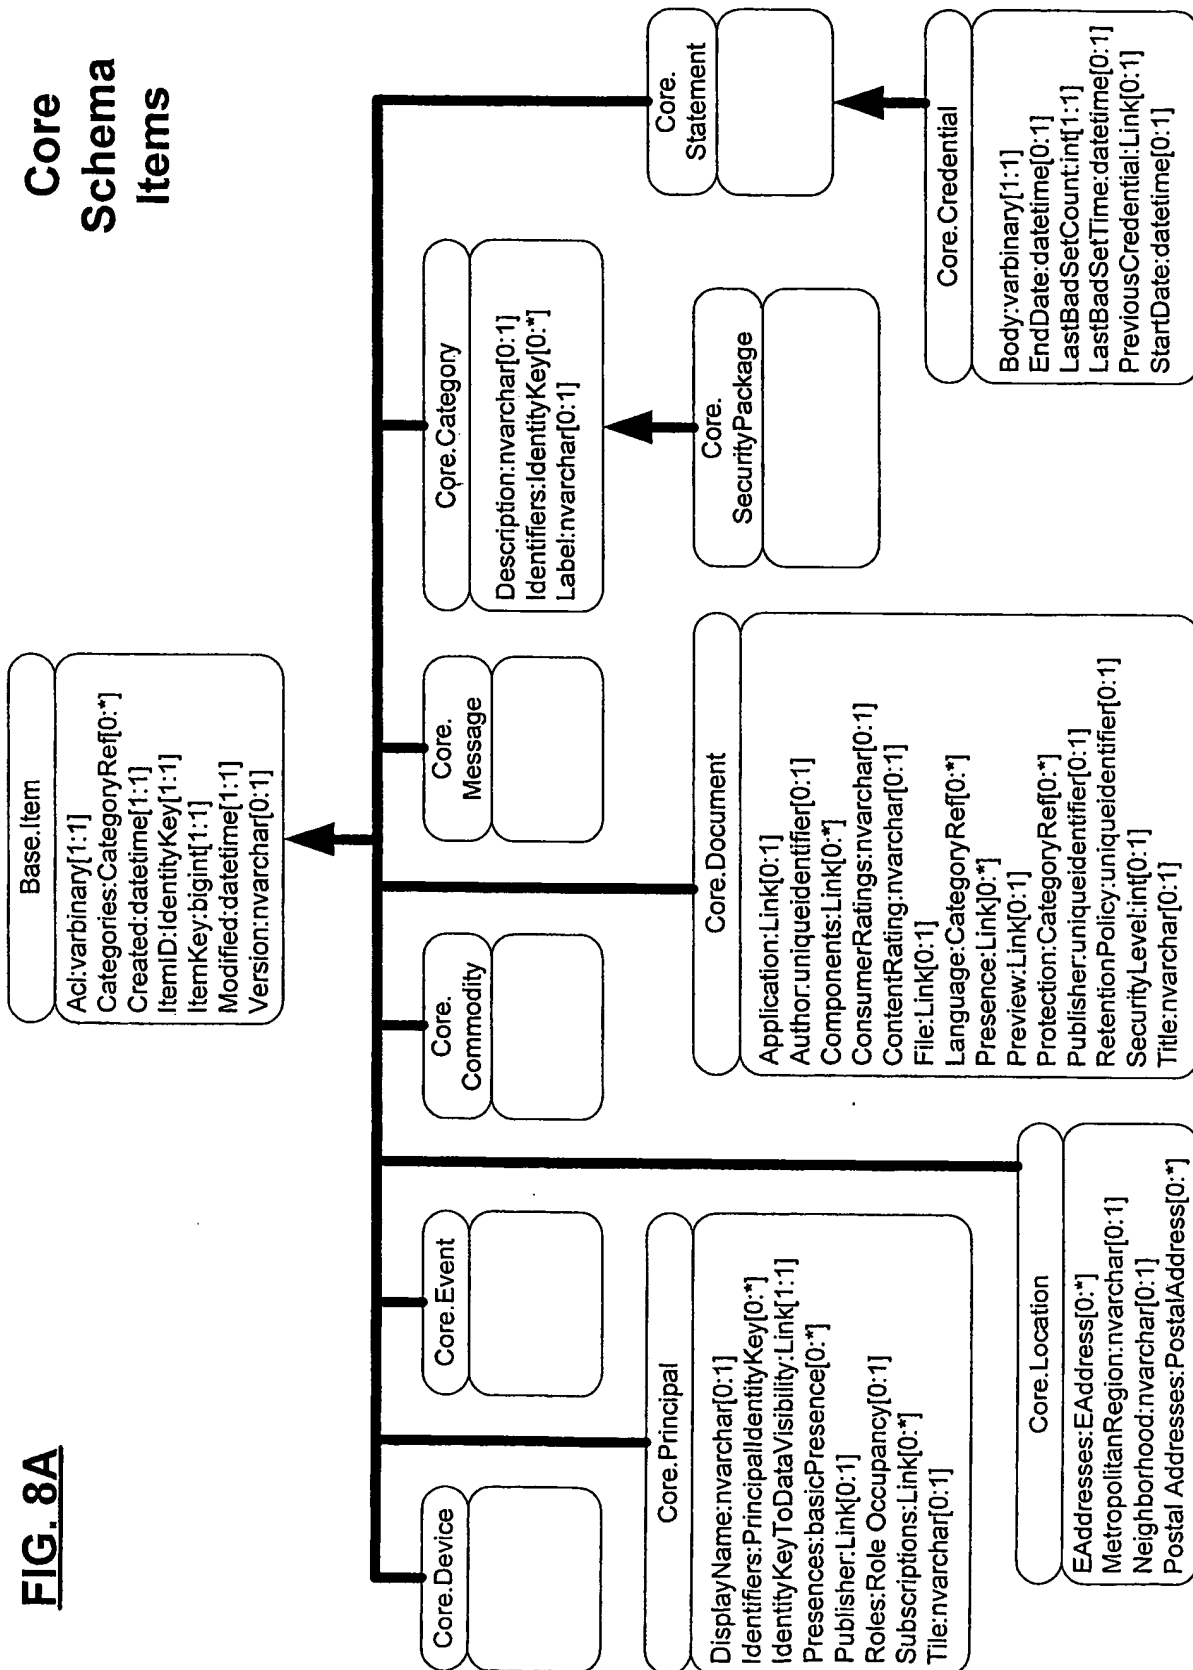 FIG. 8A
Core
Schema
Items
Base.Item
Acl:varbinary[1:1]
Categories:CategoryRef[0:*]
Created:datetime[1:1]
ItemID:IdentityKey[1:1]
ItemKey:bigint[1:1]
Modified:datetime[1:1]
Version:nvarchar[0:1]
Core.Device
Core.Event
Core.
Commodity
Core.
Message
Core.Category
Description:nvarchar[0:1]
Identifiers:IdentityKey[0:*]
Label:nvarchar[0:1]
Core.
Statement
Core.Principal
DisplayName:nvarchar[0:1]
Identifiers:PrincipalIdentityKey[0:*]
IdentityKeyToDataVisibility:Link[1:1]
Presences:basicPresence[0:*]
Publisher:Link[0:1]
Roles:Role Occupancy[0:1]
Subscriptions:Link[0:*]
Tile:nvarchar[0:1]
Core.Document
Application:Link[0:1]
Author:uniqueidentifier[0:1]
Components:Link[0:*]
ConsumerRatings:nvarchar[0:1]
ContentRating:nvarchar[0:1]
File:Link[0:1]
Language:CategoryRef[0:*]
Presence:Link[0:*]
Preview:Link[0:1]
Protection:CategoryRef[0:*]
Publisher:uniqueidentifier[0:1]
RetentionPolicy:uniqueidentifier[0:1]
SecurityLevel:int[0:1]
Title:nvarchar[0:1]
Core.
SecurityPackage
Core.Location
EAddresses:EAddress[0:*]
MetropolitanRegion:nvarchar[0:1]
Neighborhood:nvarchar[0:1]
Postal Addresses:PostalAddress[0:*]
Core.Credential
Body:varbinary[1:1]
EndDate:datetime[0:1]
LastBadSetCount:int[1:1]
LastBadSetTime:datetime[0:1]
PreviousCredential:Link[0:1]
StartDate:datetime[0:1]